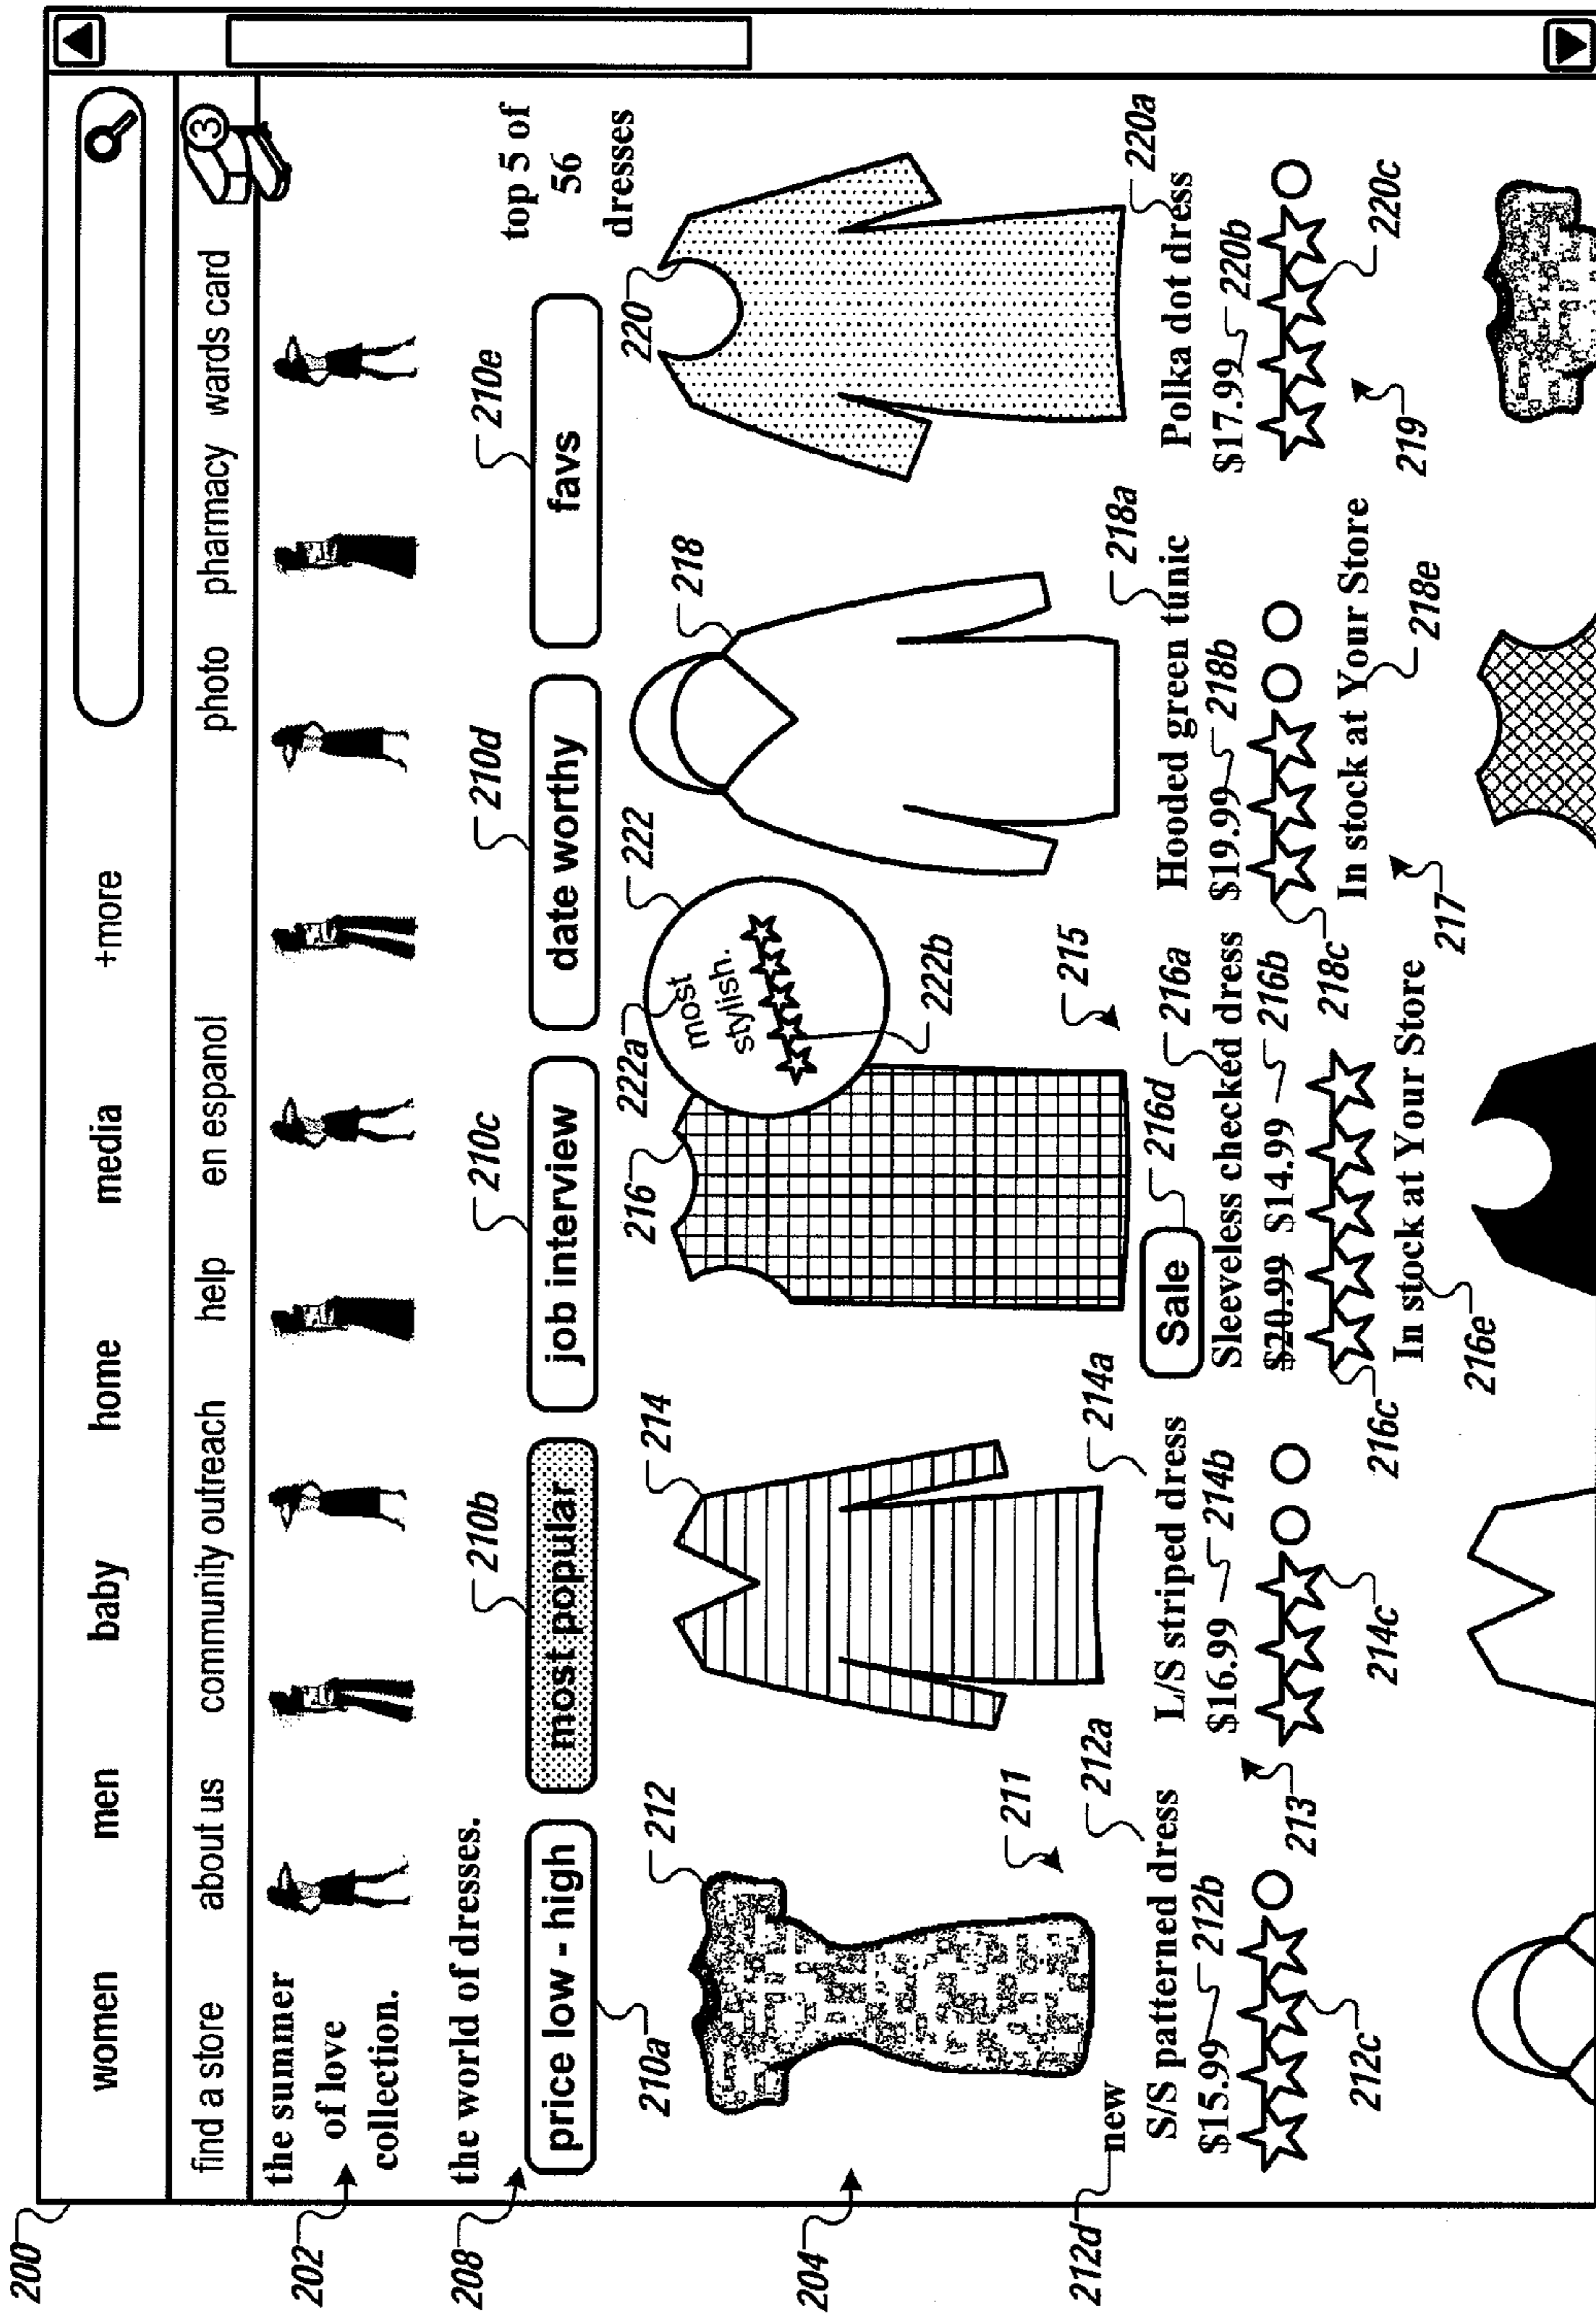 200
women men baby home media +more
find a store about us community outreach help en espanol photo pharmacy wards card 3
202
the summer
of love
collection.
208
the world of dresses.
top 5 of
56
dresses
210b 210c 210d 210e
price low - high most popular job interview date worthy favs
210a
212 214 216 222a 222 218 220
most
stylish.
222b
204
211 215
212d
new
212a 214a 216d 216a 218a 220a
Sale
S/S patterned dress
$15.99 212b
212c
213
L/S striped dress
$16.99 214b
214c
Sleeveless checked dress
$20.99 $14.99 216b
216c
In stock at Your Store
216e
Hooded green tunic
$19.99 218b
218c
In stock at Your Store
218e
217
Polka dot dress
$17.99 220b
220c
219